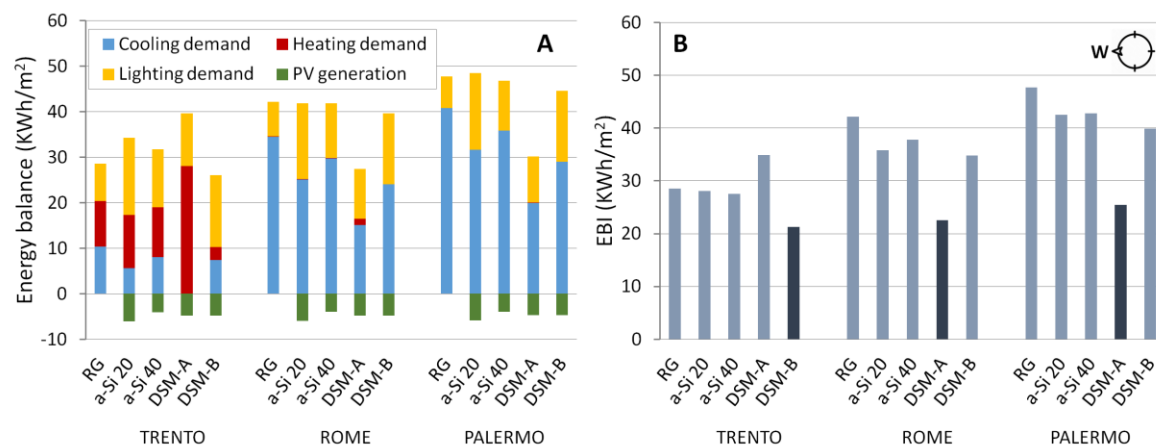 A
Cooling demand
Heating demand
Lighting demand
PV generation
Energy balance (KWh/m²)
60
50
40
30
20
10
0
-10
RG
a-Si 20
a-Si 40
DSM-A
DSM-B
RG
a-Si 20
a-Si 40
DSM-A
DSM-B
RG
a-Si 20
a-Si 40
DSM-A
DSM-B
TRENTO
ROME
PALERMO
B
W
EBI (KWh/m²)
60
50
40
30
20
10
0
RG
a-Si 20
a-Si 40
DSM-A
DSM-B
RG
a-Si 20
a-Si 40
DSM-A
DSM-B
RG
a-Si 20
a-Si 40
DSM-A
DSM-B
TRENTO
ROME
PALERMO